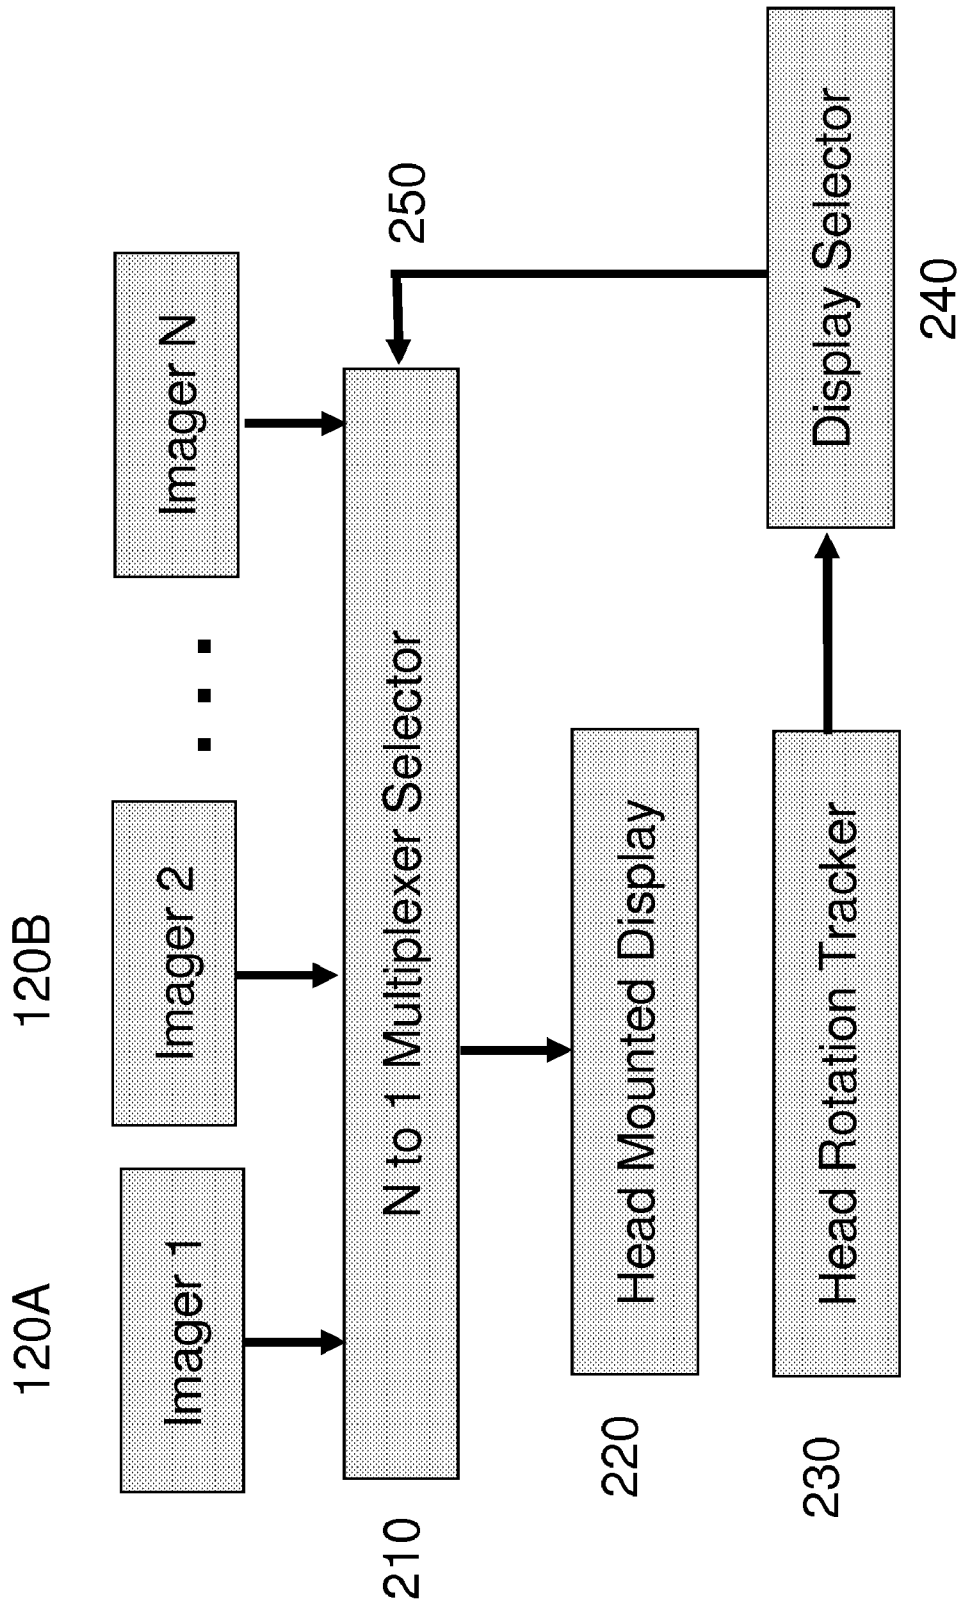 120A
120B
Imager 1
Imager 2
Imager N
210
N to 1 Multiplexer Selector
250
220
Head Mounted Display
230
Head Rotation Tracker
Display Selector
240